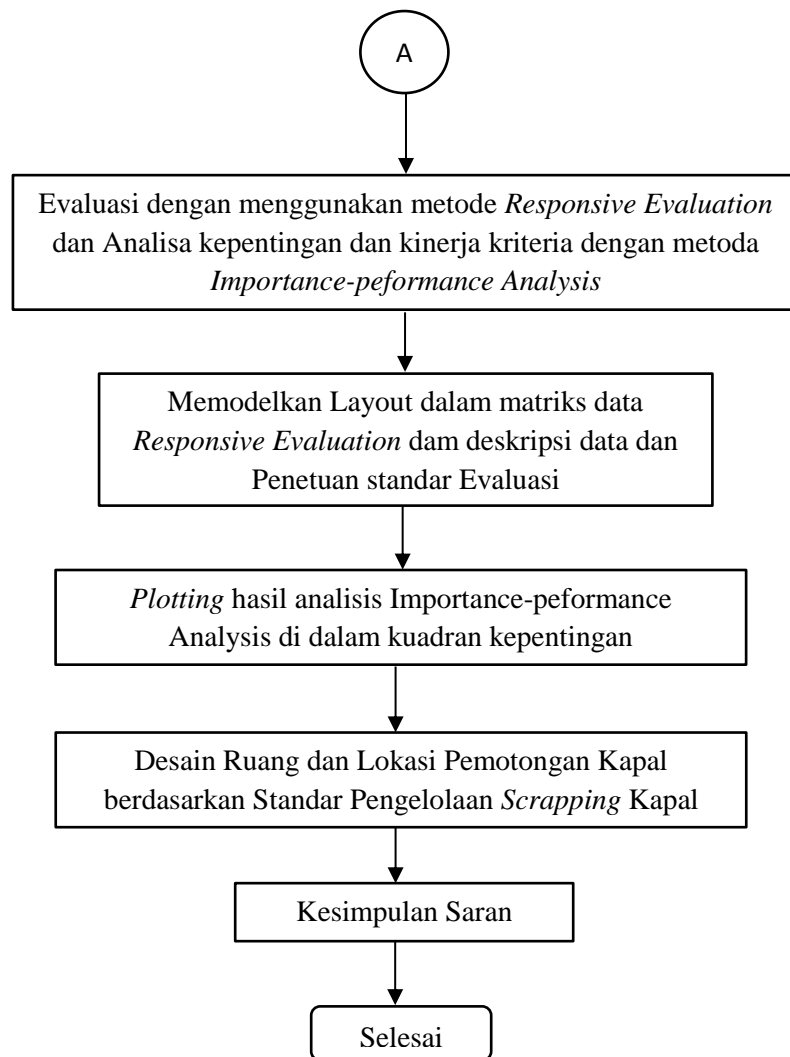 A
Evaluasi dengan menggunakan metode Responsive Evaluation
dan Analisa kepentingan dan kinerja kriteria dengan metoda
Importance-peformance Analysis
Memodelkan Layout dalam matriks data
Responsive Evaluation dam deskripsi data dan
Penetuan standar Evaluasi
Plotting hasil analisis Importance-peformance
Analysis di dalam kuadran kepentingan
Desain Ruang dan Lokasi Pemotongan Kapal
berdasarkan Standar Pengelolaan Scrapping Kapal
Kesimpulan Saran
Selesai